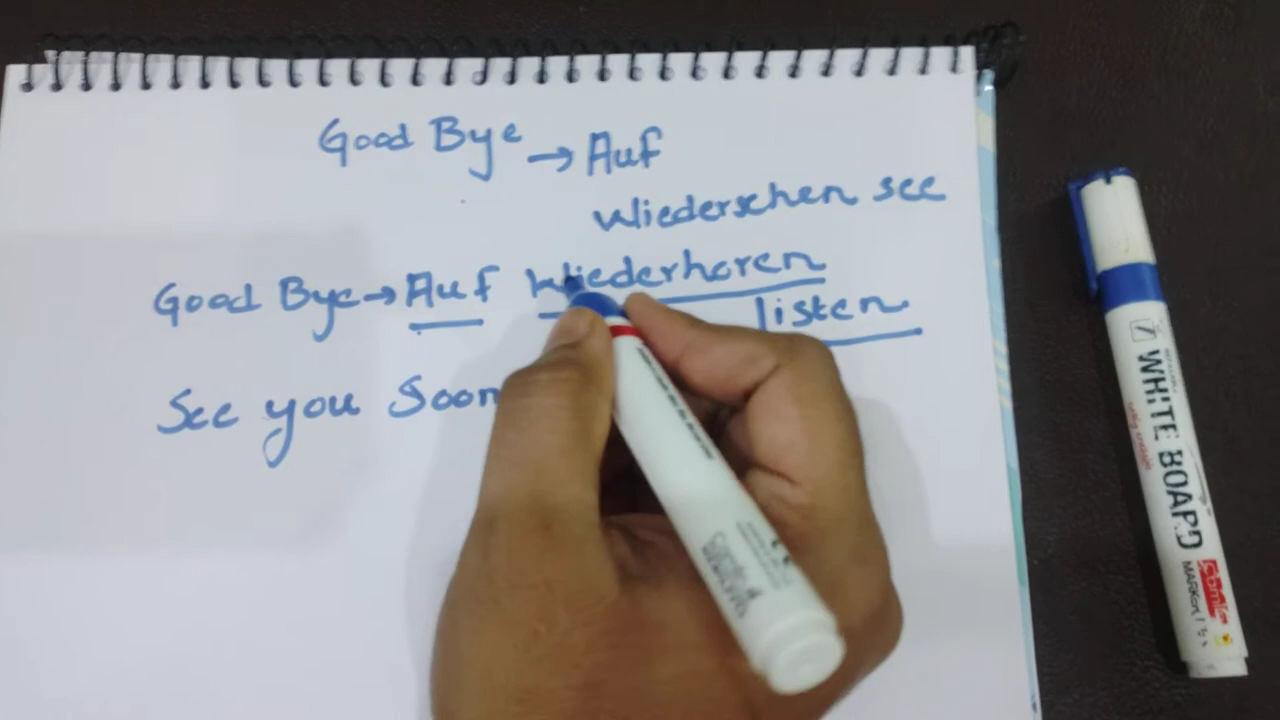 Good Bye → Auf
Wiedersehen see
Good Bye → Auf Wiederhoren
listen
See you Soon
WHITE BOARD
MARKer